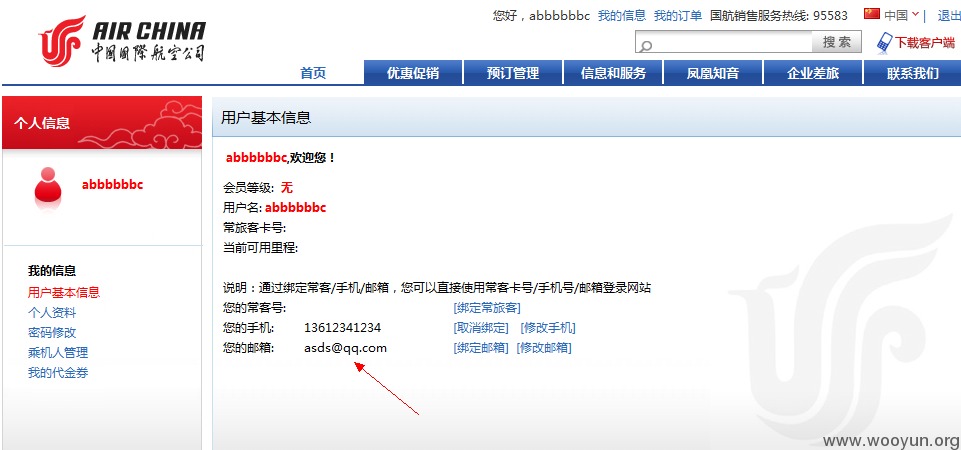 您好，abbbbbbc 我的信息 我的订单 国航销售服务热线: 95583 中国 | 退出
AIR CHINA
中國國際航空公司
搜 索
下载客户端
首页 优惠促销 预订管理 信息和服务 凤凰知音 企业差旅 联系我们
个人信息
abbbbbbc
我的信息
用户基本信息
个人资料
密码修改
乘机人管理
我的代金券
用户基本信息
abbbbbbc,欢迎您！
会员等级: 无
用户名: abbbbbbc
常旅客卡号:
当前可用里程:
说明：通过绑定常客/手机/邮箱，您可以直接使用常客卡号/手机号/邮箱登录网站
您的常客号: [绑定常旅客]
您的手机: 13612341234 [取消绑定] [修改手机]
您的邮箱: asds@qq.com [绑定邮箱] [修改邮箱]
www.wooyun.org